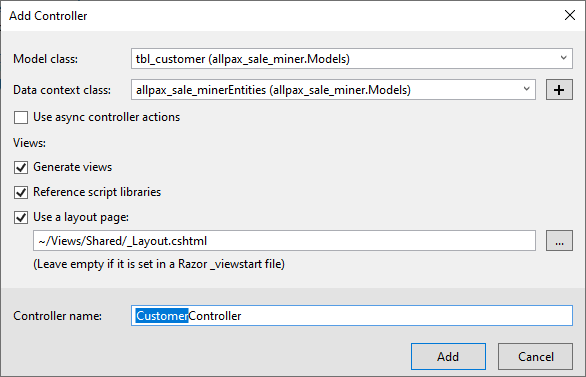 Add Controller
Model class: tbl_customer (allpax_sale_miner.Models)
Data context class: allpax_sale_minerEntities (allpax_sale_miner.Models) +
Use async controller actions
Views:
Generate views
Reference script libraries
Use a layout page:
~/Views/Shared/_Layout.cshtml ...
(Leave empty if it is set in a Razor _viewstart file)
Controller name: CustomerController
Add Cancel